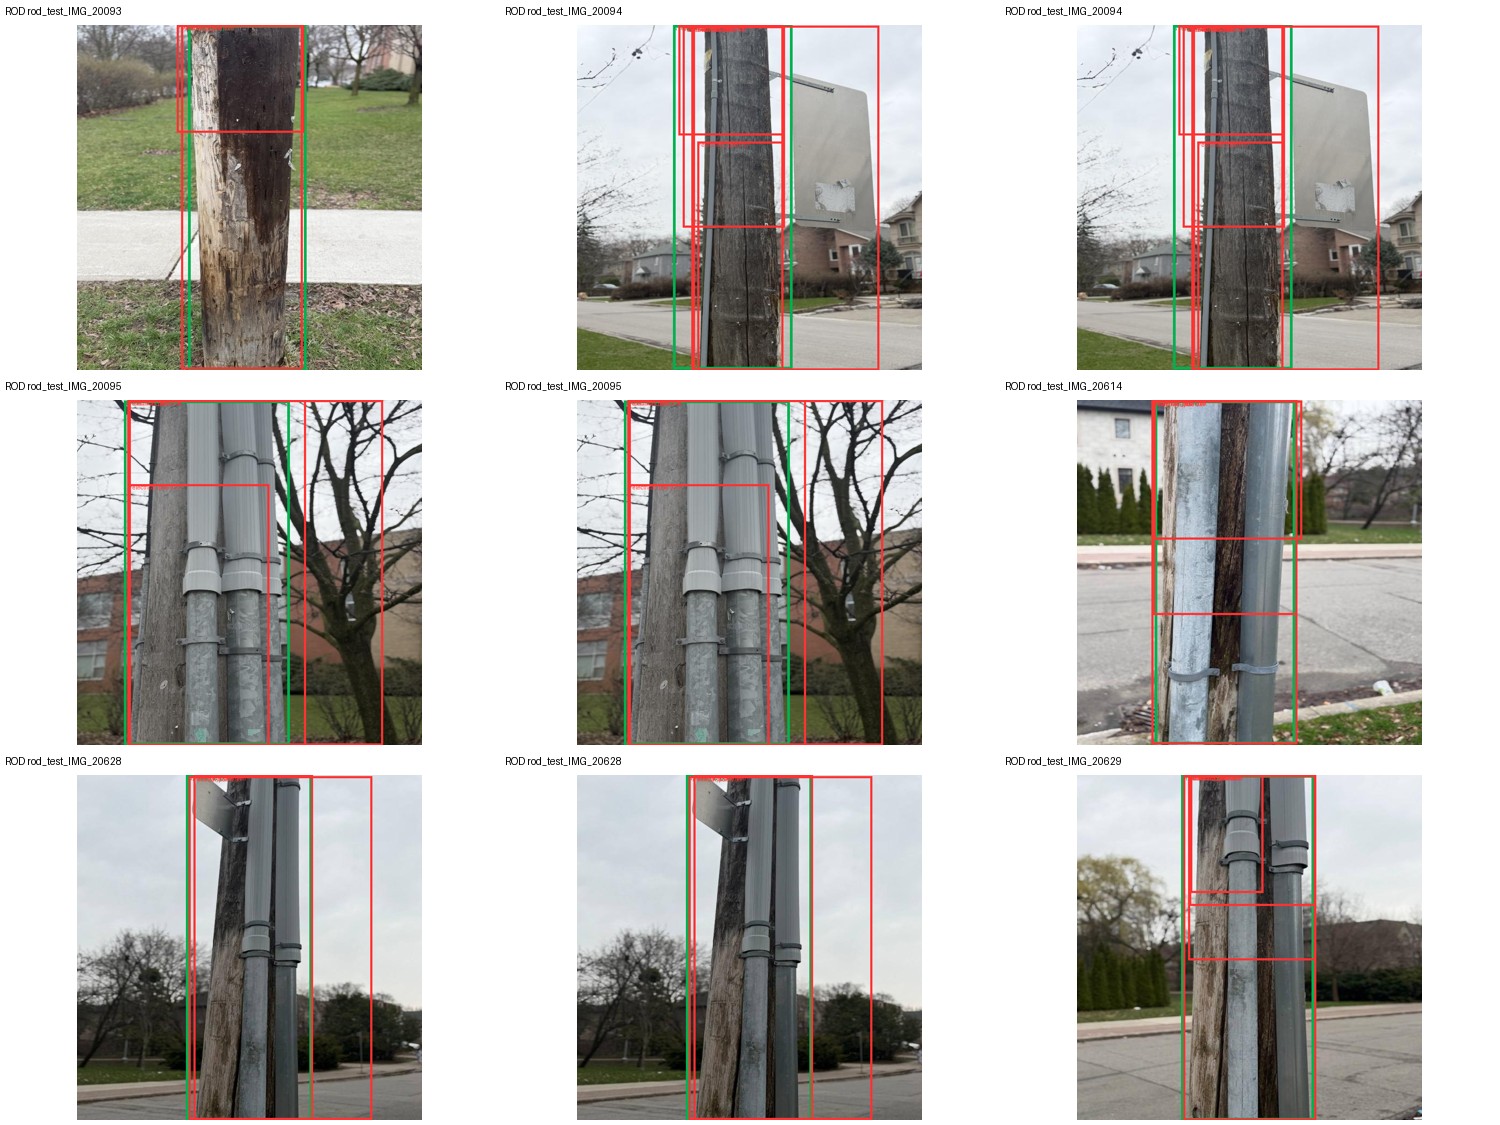 ROD rod_test_IMG_20093
ROD rod_test_IMG_20094
ROD rod_test_IMG_20094
ROD rod_test_IMG_20095
ROD rod_test_IMG_20095
ROD rod_test_IMG_20614
ROD rod_test_IMG_20628
ROD rod_test_IMG_20628
ROD rod_test_IMG_20629